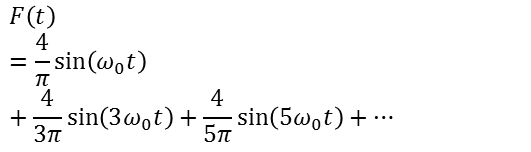 F(t)
= 4/π sin(ω₀t)
+ 4/3π sin(3ω₀t) + 4/5π sin(5ω₀t) + ⋯